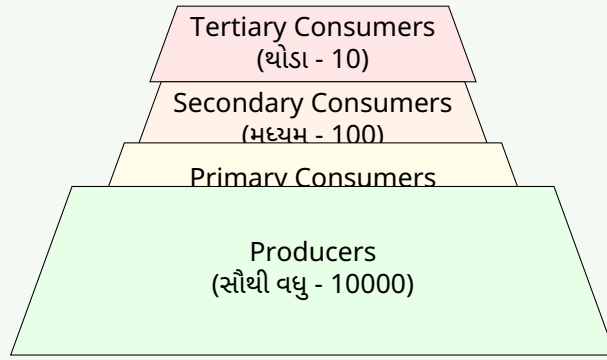 Tertiary Consumers
(થોડા - 10)
Secondary Consumers
(મધ્યમ - 100)
Primary Consumers
Producers
(સૌથી વધુ - 10000)